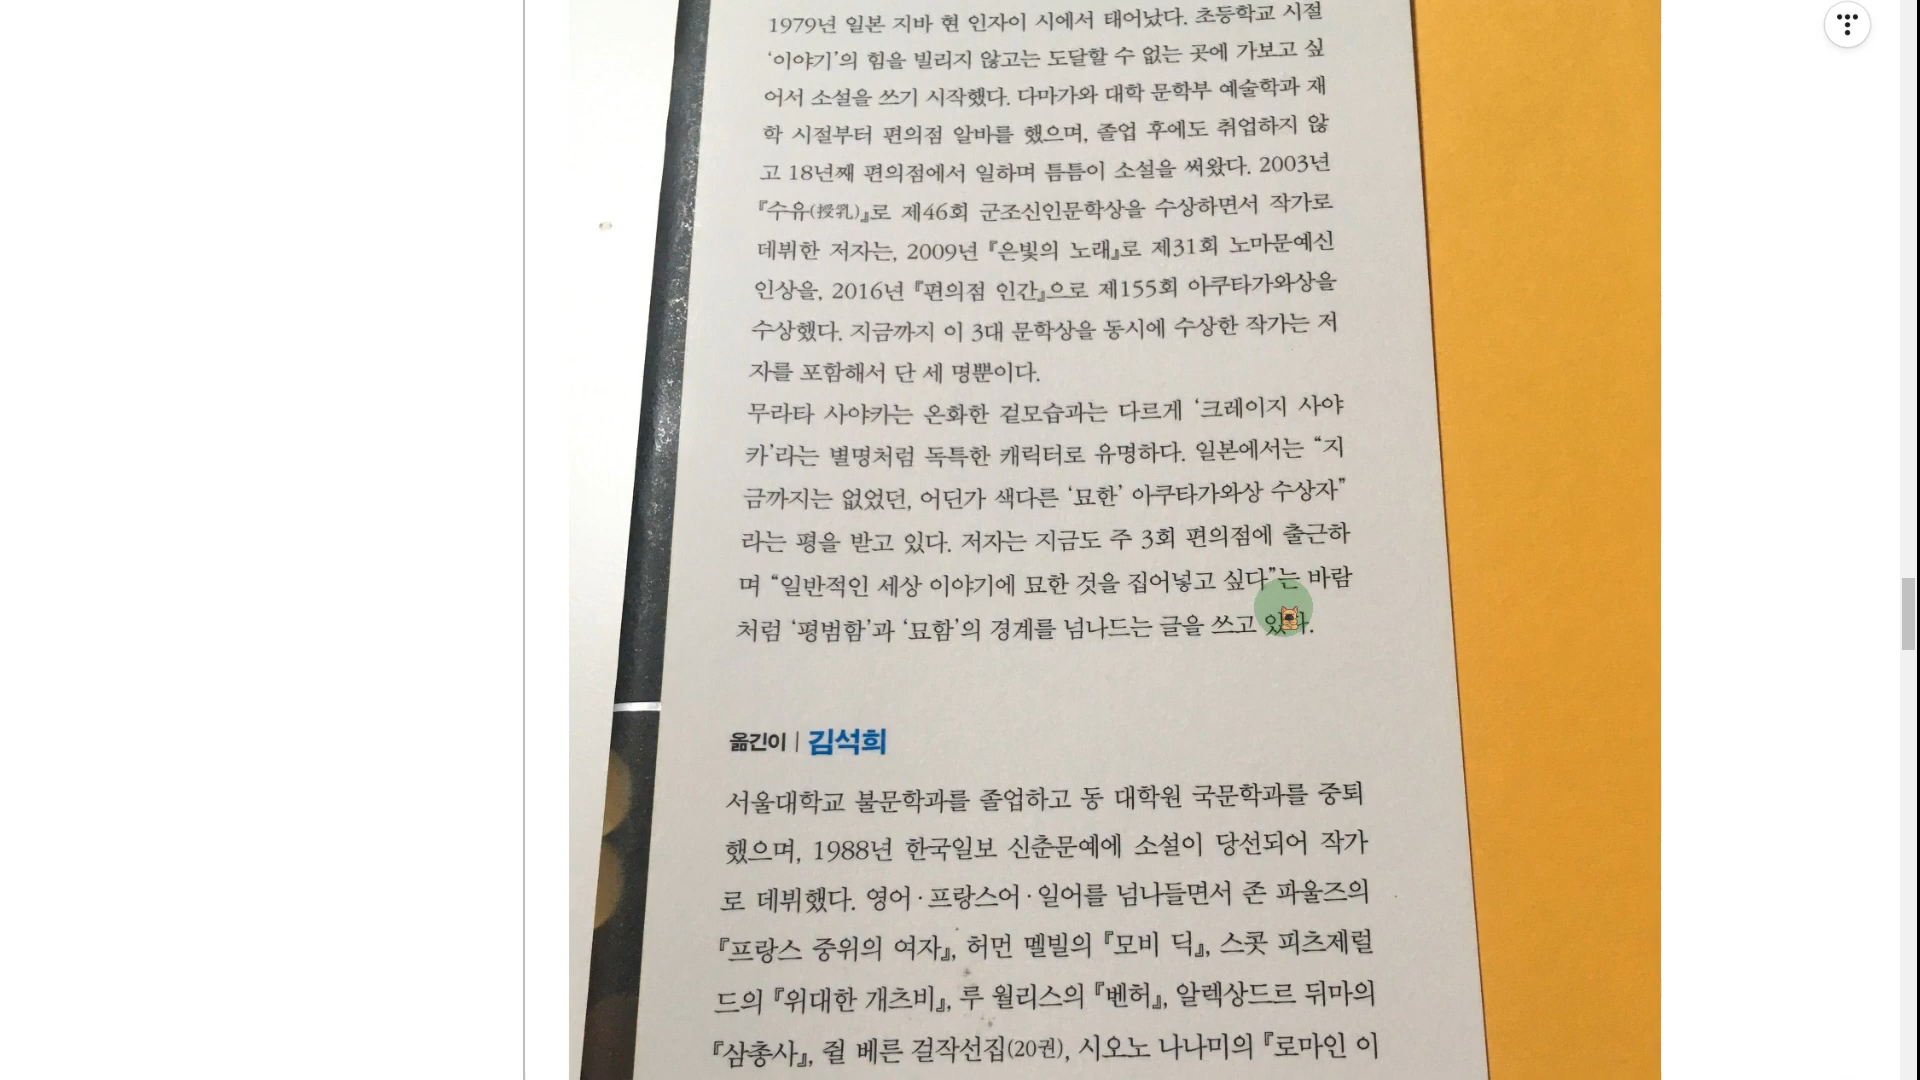 1979년 일본 지바 현 인자이 시에서 태어났다. 초등학교 시절
‘이야기’의 힘을 빌리지 않고는 도달할 수 없는 곳에 가보고 싶
어서 소설을 쓰기 시작했다. 다마가와 대학 문학부 예술학과 재
학 시절부터 편의점 알바를 했으며, 졸업 후에도 취업하지 않
고 18년째 편의점에서 일하며 틈틈이 소설을 써왔다. 2003년
『수유(授乳)』로 제46회 군조신인문학상을 수상하면서 작가로
데뷔한 저자는, 2009년 『은빛의 노래』로 제31회 노마문예신
인상을, 2016년 『편의점 인간』으로 제155회 아쿠타가와상을
수상했다. 지금까지 이 3대 문학상을 동시에 수상한 작가는 저
자를 포함해서 단 세 명뿐이다.
무라타 사야카는 온화한 겉모습과는 다르게 ‘크레이지 사야
카’라는 별명처럼 독특한 캐릭터로 유명하다. 일본에서는 “지
금까지는 없었던, 어딘가 색다른 ‘묘한’ 아쿠타가와상 수상자”
라는 평을 받고 있다. 저자는 지금도 주 3회 편의점에 출근하
며 “일반적인 세상 이야기에 묘한 것을 집어넣고 싶다”는 바람
처럼 ‘평범함’과 ‘묘함’의 경계를 넘나드는 글을 쓰고 있다.
옮긴이 | 김석희
서울대학교 불문학과를 졸업하고 동 대학원 국문학과를 중퇴
했으며, 1988년 한국일보 신춘문예에 소설이 당선되어 작가
로 데뷔했다. 영어·프랑스어·일어를 넘나들면서 존 파울즈의
『프랑스 중위의 여자』, 허먼 멜빌의 『모비 딕』, 스콧 피츠제럴
드의 『위대한 개츠비』, 루 월리스의 『벤허』, 알렉상드르 뒤마의
『삼총사』, 쥘 베른 걸작선집(20권), 시오노 나나미의 『로마인 이